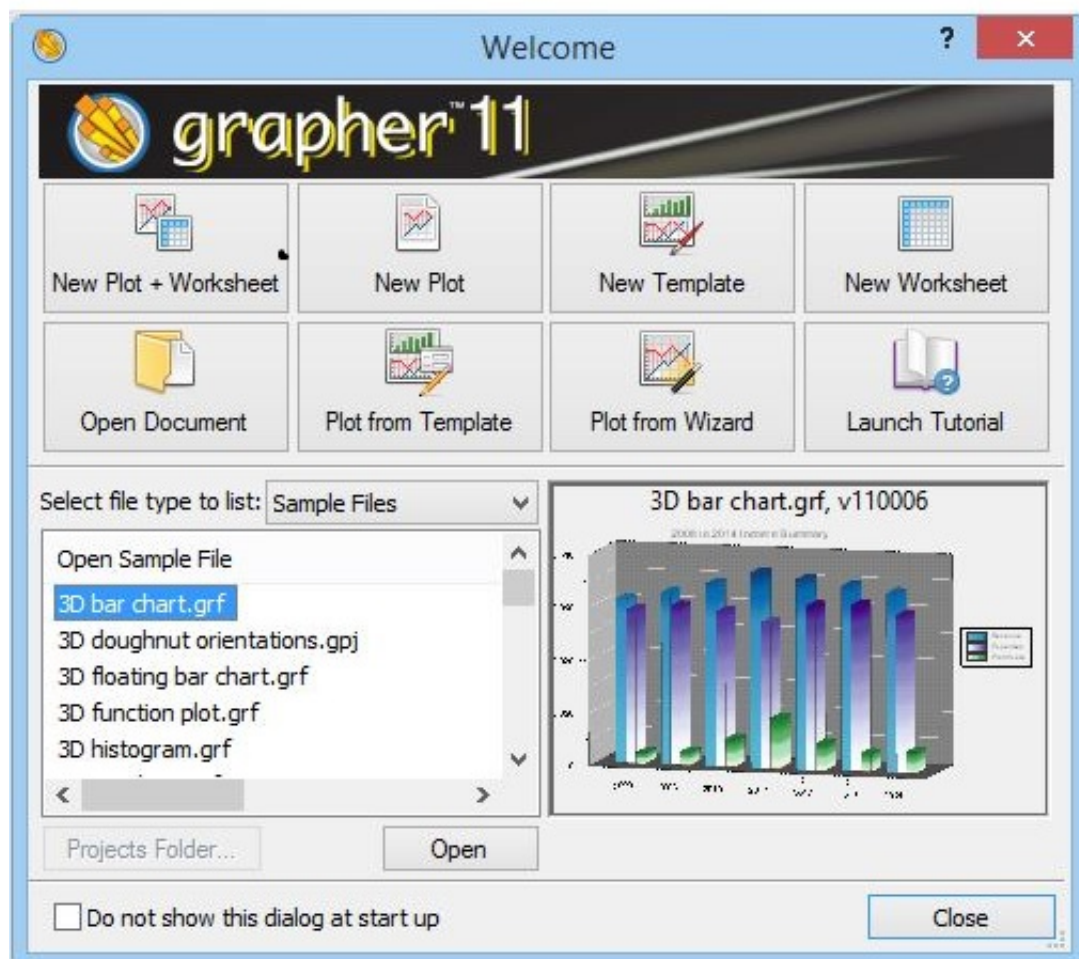 Welcome
?
grapher™ 11
New Plot + Worksheet
New Plot
New Template
New Worksheet
Open Document
Plot from Template
Plot from Wizard
Launch Tutorial
Select file type to list: Sample Files
3D bar chart.grf, v110006
Open Sample File
3D bar chart.grf
3D doughnut orientations.gpj
3D floating bar chart.grf
3D function plot.grf
3D histogram.grf
Projects Folder...
Open
Do not show this dialog at start up
Close